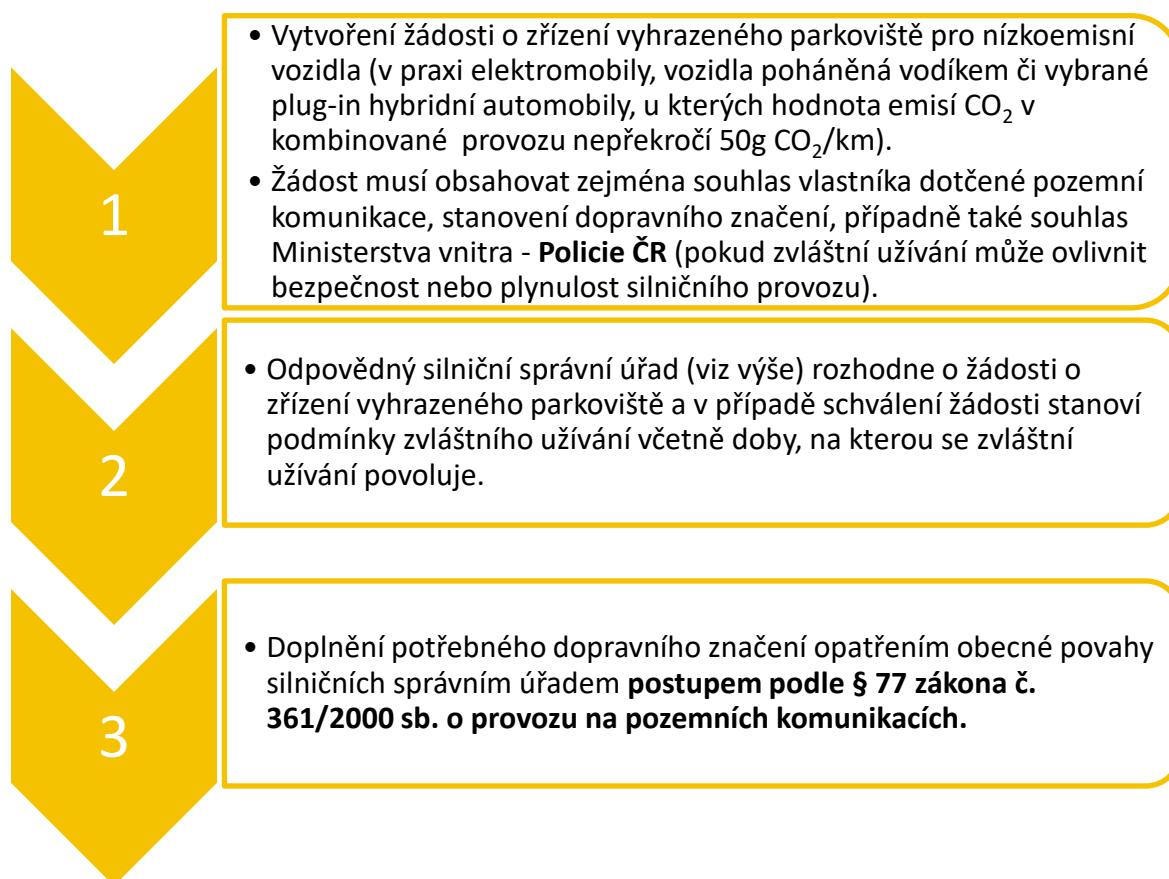 1
• Vytvoření žádosti o zřízení vyhrazeného parkoviště pro nízkoemisní
vozidla (v praxi elektromobily, vozidla poháněná vodíkem či vybrané
plug-in hybridní automobily, u kterých hodnota emisí CO₂ v
kombinované  provozu nepřekročí 50g CO₂/km).
• Žádost musí obsahovat zejména souhlas vlastníka dotčené pozemní
komunikace, stanovení dopravního značení, případně také souhlas
Ministerstva vnitra - Policie ČR (pokud zvláštní užívání může ovlivnit
bezpečnost nebo plynulost silničního provozu).
2
• Odpovědný silniční správní úřad (viz výše) rozhodne o žádosti o
zřízení vyhrazeného parkoviště a v případě schválení žádosti stanoví
podmínky zvláštního užívání včetně doby, na kterou se zvláštní
užívání povoluje.
3
• Doplnění potřebného dopravního značení opatřením obecné povahy
silničních správním úřadem postupem podle § 77 zákona č.
361/2000 sb. o provozu na pozemních komunikacích.